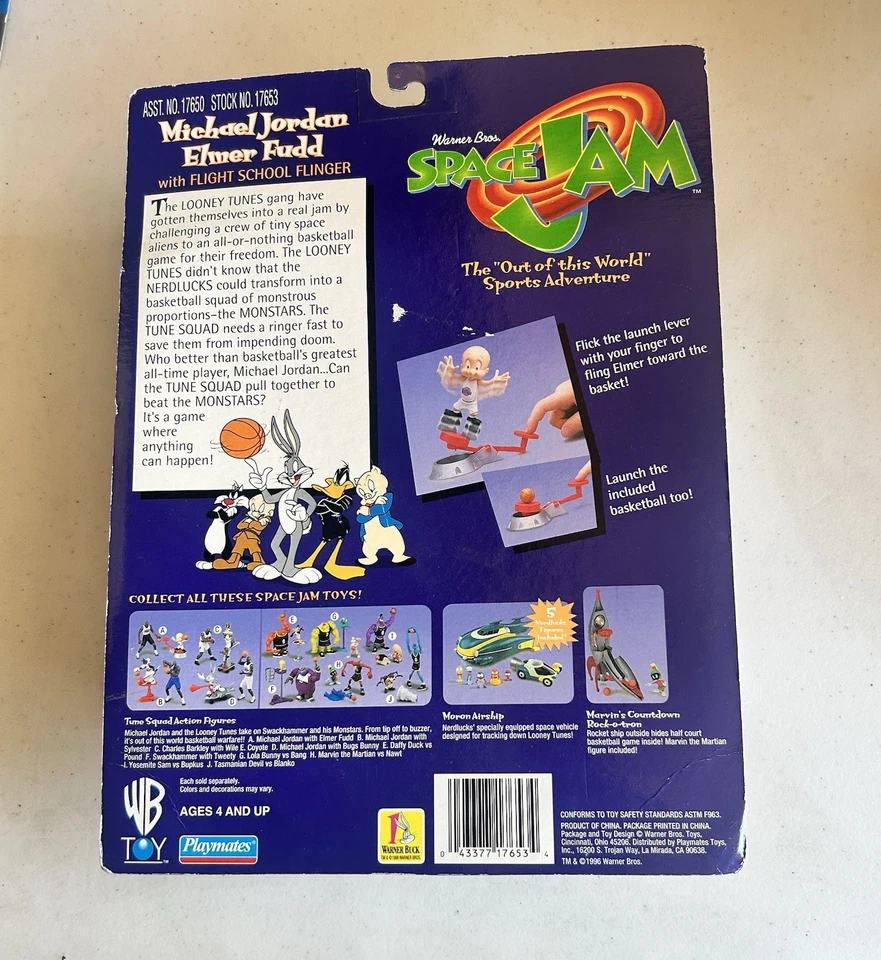 ASST. NO. 17650 STOCK NO. 17653
Michael Jordan
Elmer Fudd
with FLIGHT SCHOOL FLINGER
The LOONEY TUNES gang have
gotten themselves into a real jam by
challenging a crew of tiny space
aliens to an all-or-nothing basketball
game for their freedom. The LOONEY
TUNES didn't know that the
NERDLUCKS could transform into a
basketball squad of monstrous
proportions–the MONSTARS. The
TUNE SQUAD needs a ringer fast to
save them from impending doom.
Who better than basketball's greatest
all-time player, Michael Jordan...Can
the TUNE SQUAD pull together to
beat the MONSTARS?
It's a game
where
anything
can happen!
Warner Bros.
SPACE JAM
™
The "Out of this World"
Sports Adventure
Flick the launch lever
with your finger to
fling Elmer toward the
basket!
Launch the
included
basketball too!
COLLECT ALL THESE SPACE JAM TOYS!
A
B
C
D
E
F
G
H
I
J
5
Nerdlucks
Figures
Included!
Tune Squad Action Figures
Michael Jordan and the Looney Tunes take on Swackhammer and his Monstars. From tip off to buzzer,
it's out of this world basketball warfare!! A. Michael Jordan with Elmer Fudd B. Michael Jordan with
Sylvester C. Charles Barkley with Wile E. Coyote D. Michael Jordan with Bugs Bunny E. Daffy Duck vs
Pound F. Swackhammer with Tweety G. Lola Bunny vs Bang H. Marvin the Martian vs Nawt
I. Yosemite Sam vs Bupkus J. Tasmanian Devil vs Blanko
Moron Airship
Nerdlucks' specially equipped space vehicle
designed for tracking down Looney Tunes!
Marvin's Countdown
Rock-o-tron
Rocket ship outside hides half court
basketball game inside! Marvin the Martian
figure included!
Each sold separately.
Colors and decorations may vary.
AGES 4 AND UP
WB
TOY
™
Playmates®
1
WARNER BUCK
TM & ©1996 WARNER BROS.
0 43377 17653 4
CONFORMS TO TOY SAFETY STANDARDS ASTM F963.
PRODUCT OF CHINA. PACKAGE PRINTED IN CHINA.
Package and Toy Design © Warner Bros. Toys,
Cincinnati, Ohio 45206. Distributed by Playmates Toys,
Inc., 16200 S. Trojan Way, La Mirada, CA 90638.
TM & ©1996 Warner Bros.